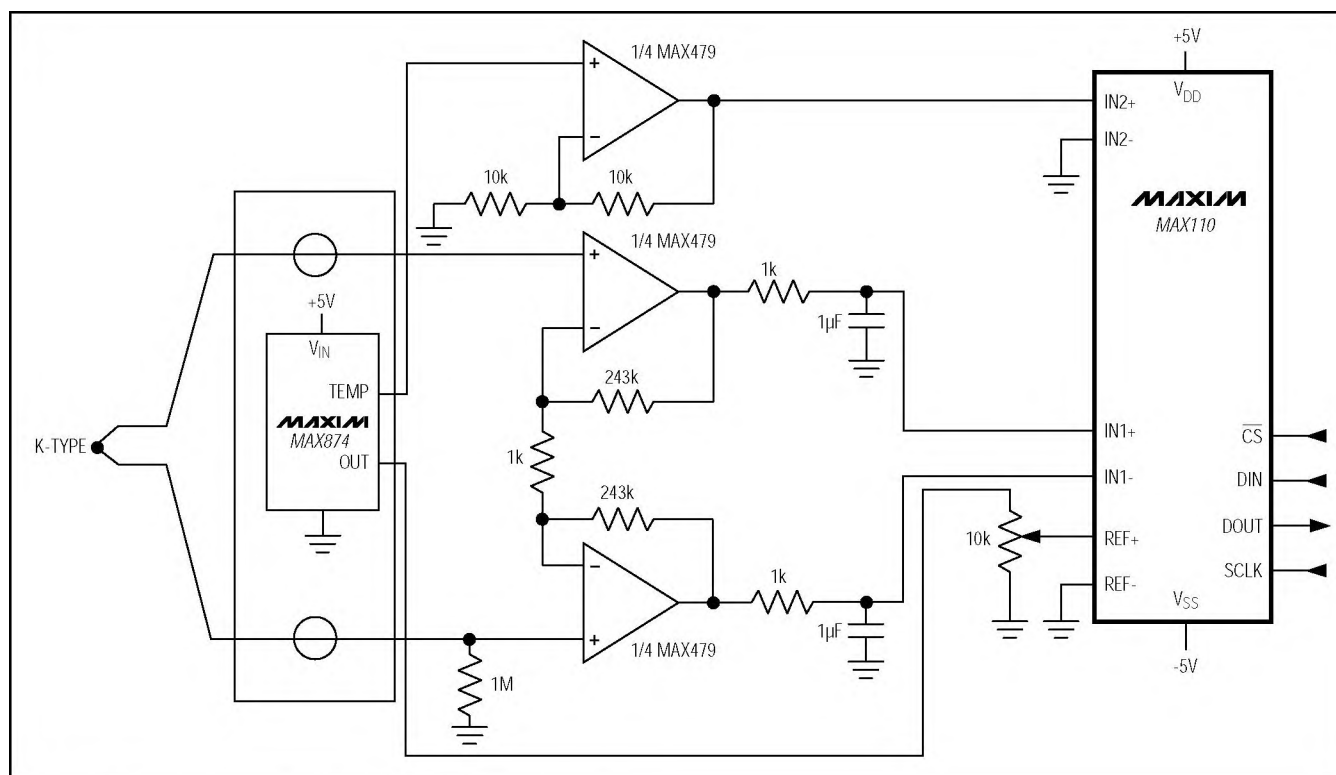 1/4 MAX479
+5V
VDD
IN2+
IN2-
10k
10k
MAXIM
MAX110
1/4 MAX479
1k
1µF
+5V
VIN
TEMP
MAXIM
MAX874
OUT
243k
K-TYPE
1k
IN1+
CS
IN1-
DIN
243k
10k
REF+
DOUT
1k
REF-
SCLK
VSS
1µF
1/4 MAX479
1M
-5V